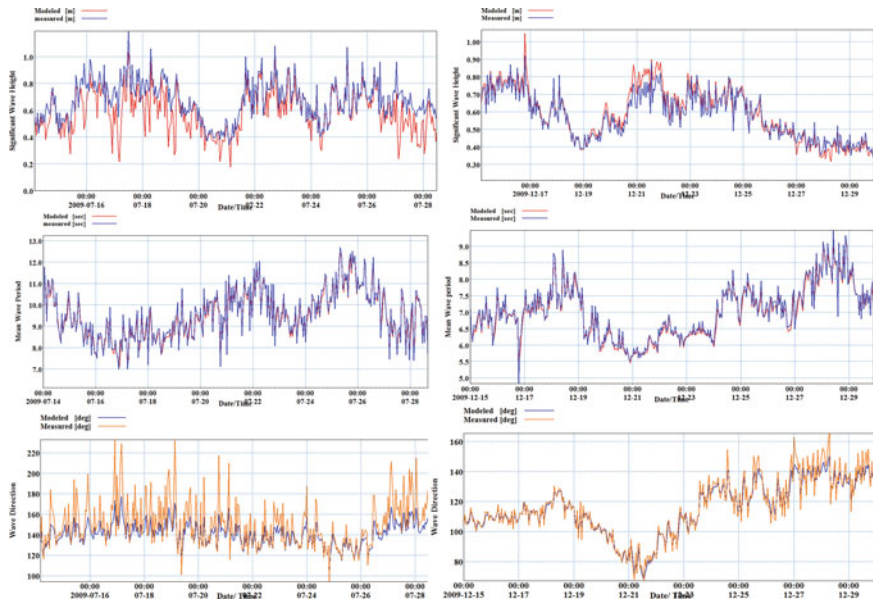 Modeled [m]
measured [m]
Significant Wave Height
1.0
0.8
0.6
0.4
0.2
0.0
00:00 00:00 00:00 00:00 00:00 00:00 00:00
2009-07-16 07-18 07-20 07-22 07-24 07-26 07-28
Date/Time
Modeled [m]
Measured [m]
Significant Wave Height
1.00
0.90
0.80
0.70
0.60
0.50
0.40
0.30
00:00 00:00 00:00 00:00 00:00 00:00 00:00
2009-12-17 12-19 12-21 12-23 12-25 12-27 12-29
Date/Time
Modeled [sec]
measured [sec]
Mean Wave Period
13.0
12.0
11.0
10.0
9.0
8.0
7.0
00:00 00:00 00:00 00:00 00:00 00:00 00:00 00:00
2009-07-14 07-16 07-18 07-20 07-22 07-24 07-26 07-28
Date/Time
Modeled [sec]
Measured [sec]
Mean Wave period
9.0
8.5
8.0
7.5
7.0
6.5
6.0
5.5
5.0
00:00 00:00 00:00 00:00 00:00 00:00 00:00 00:00
2009-12-15 12-17 12-19 12-21 12-23 12-25 12-27 12-29
Date/Time
Modeled [deg]
Measured [deg]
Wave Direction
220
200
180
160
140
120
100
00:00 00:00 00:00 00:00 00:00 00:00 00:00
2009-07-16 07-18 07-20 07-22 07-24 07-26 07-28
Date/ Time
Modeled [deg]
Measured [deg]
Wave Direction
160
140
120
100
80
00:00 00:00 00:00 00:00 00:00 00:00 00:00 00:00
2009-12-15 12-17 12-19 12-21 12-23 12-25 12-27 12-29
Date/ Time